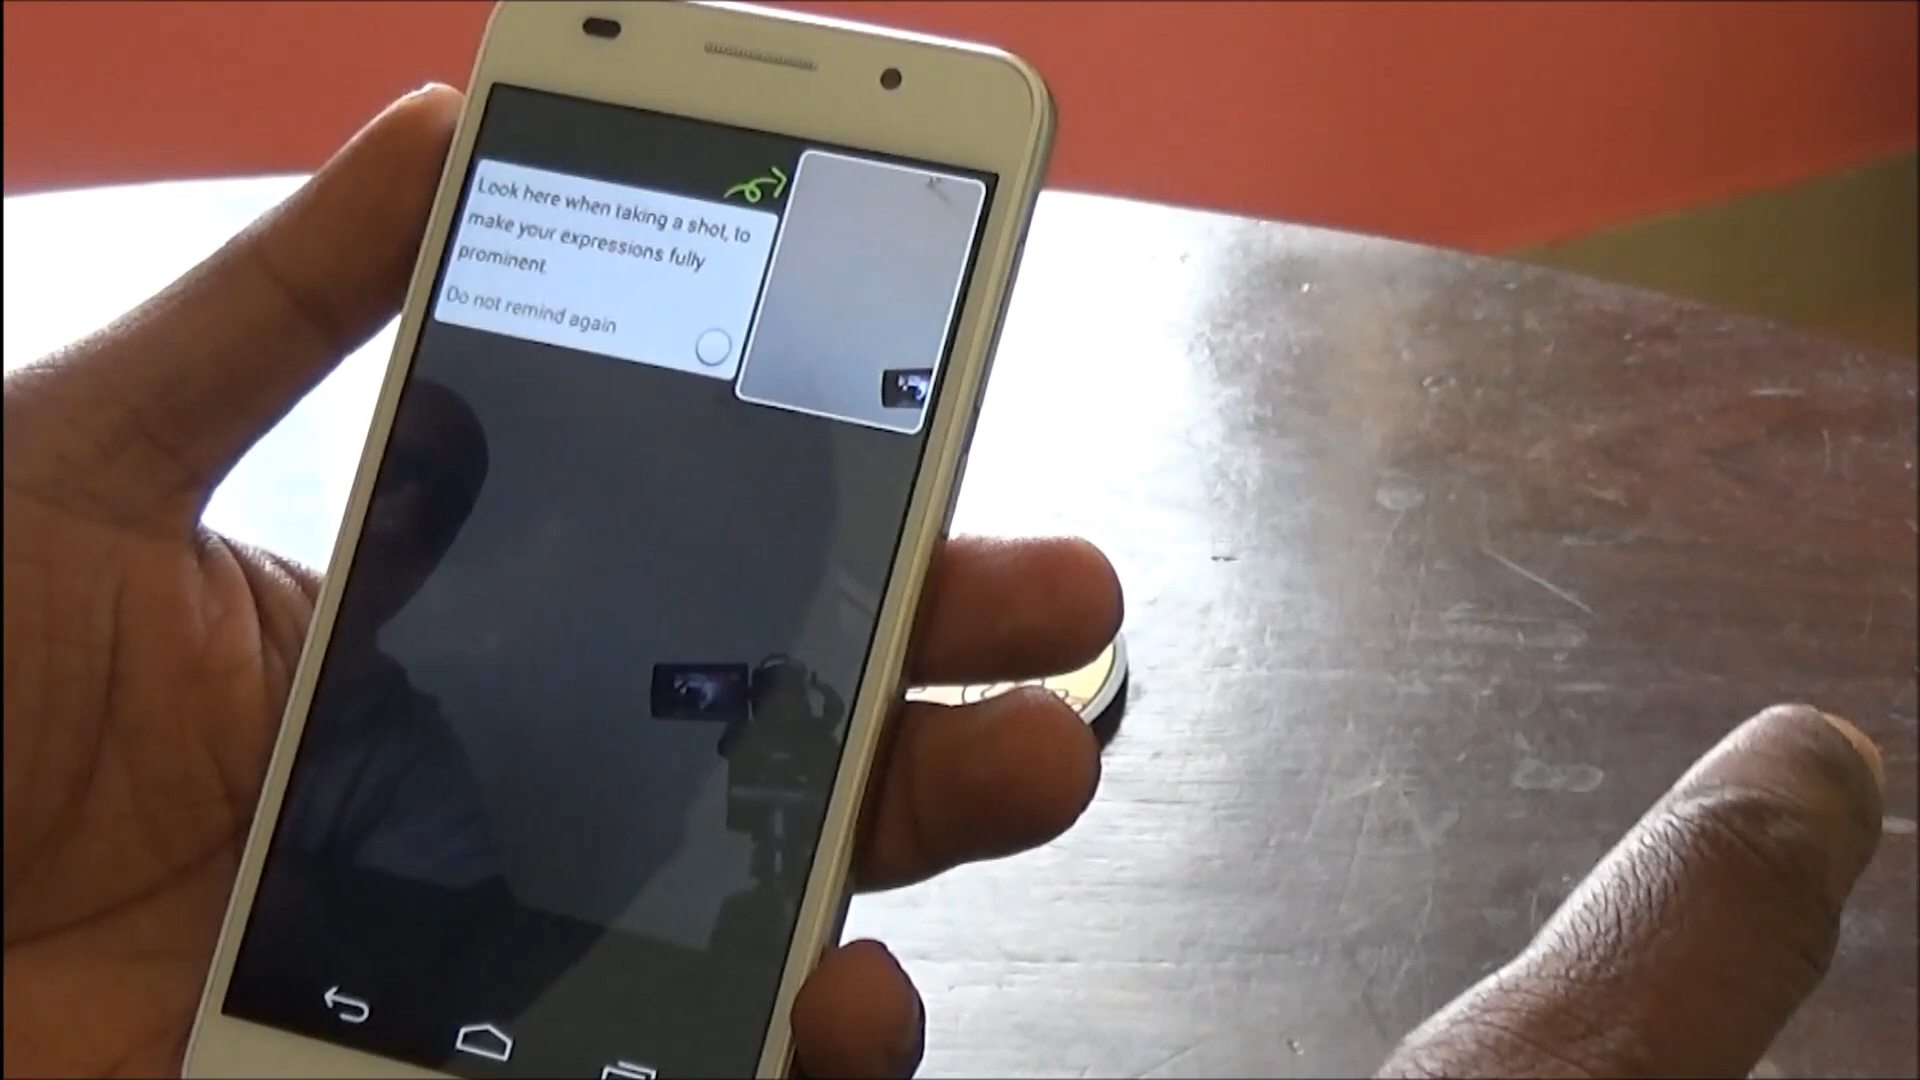 Look here when taking a shot, to
make your expressions fully
prominent.
Do not remind again